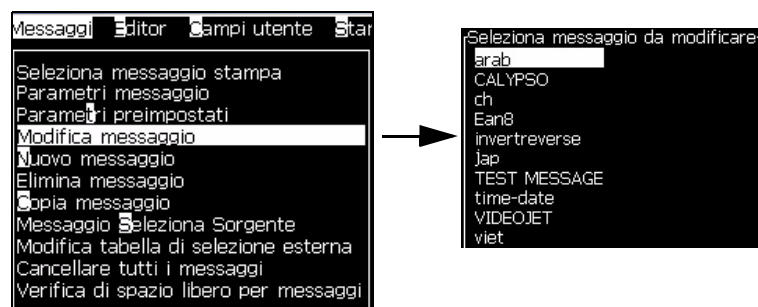 Messaggi Editor Campi utente Star
Seleziona messaggio stampa
Parametri messaggio
Parametri preimpostati
Modifica messaggio
Nuovo messaggio
Elimina messaggio
Copia messaggio
Messaggio Seleziona Sorgente
Modifica tabella di selezione esterna
Cancellare tutti i messaggi
Verifica di spazio libero per messaggi
Seleziona messaggio da modificare
arab
CALYPSO
ch
Ean8
invertreverse
jap
TEST MESSAGE
time-date
VIDEOJET
viet